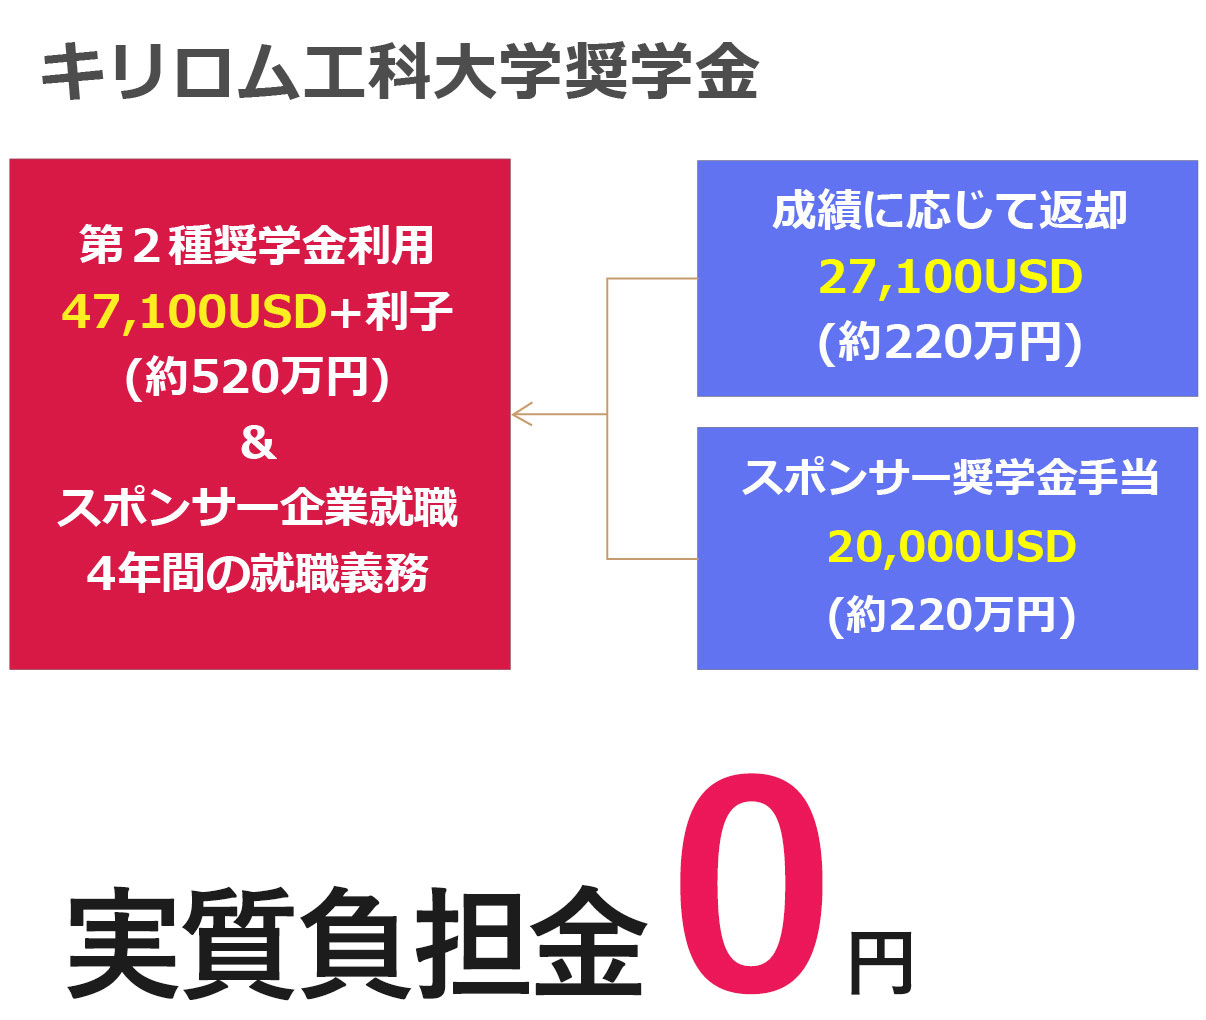 キリロム工科大学奨学金
第２種奨学金利用
47,100USD+利子
(約520万円)
&
スポンサー企業就職
4年間の就職義務
成績に応じて返却
27,100USD
(約220万円)
スポンサー奨学金手当
20,000USD
(約220万円)
実質負担金0円